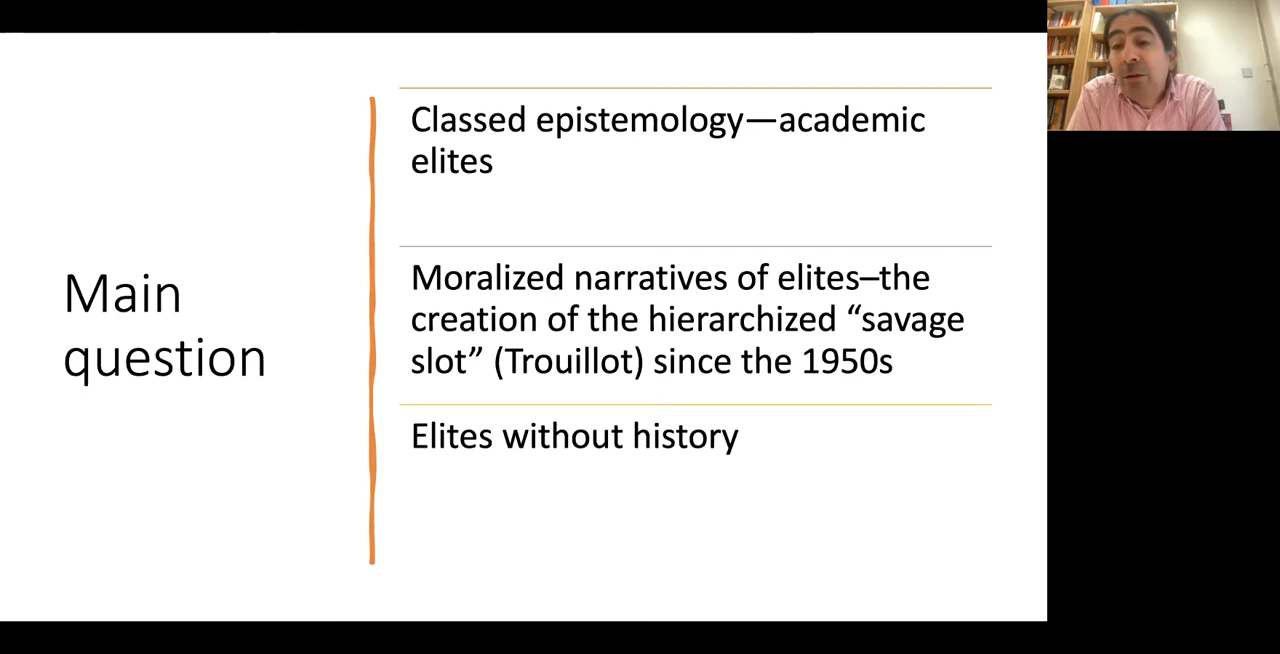 Main
question
Classed epistemology—academic
elites
Moralized narratives of elites–the
creation of the hierarchized “savage
slot” (Trouillot) since the 1950s
Elites without history